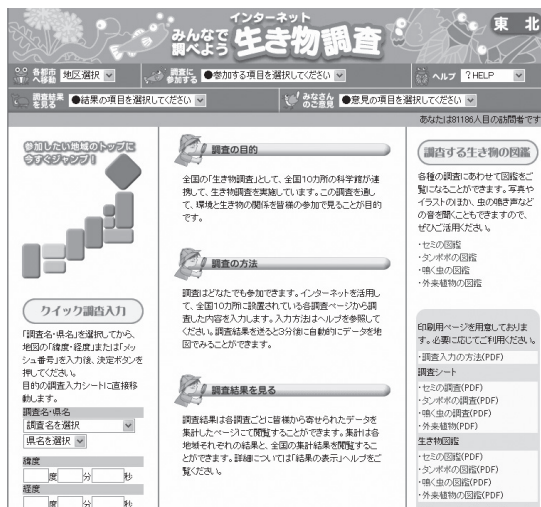 インターネット
みんなで
調べよう
生き物調査
東 北
各都市
へ移動
地区選択
調査に
参加する
●参加する項目を選択してください
ヘルプ
?HELP
調査結果
を見る
●結果の項目を選択してください
みなさん
のご意見
●意見の項目を選択してください
あなたは81186人目の訪問者です
参加したい地域のトップに
今すぐジャンプ!
クイック調査入力
「調査名・県名」を選択してから、
地図の「緯度・経度」または「メッ
シュ番号」を入力後、決定ボタンを
押してください。
目的の調査入力シートに直接移
動します。
調査名・県名
調査名を選択
県名を選択
緯度
度 分 秒
経度
度 分 秒
調査の目的
全国の「生き物調査」として、全国10カ所の科学館が連
携して、生き物調査を実施しています。この調査を通し
て、環境と生き物の関係を皆様の参加で見ることが目的
です。
調査の方法
調査はどなたでも参加できます。インターネットを活用し
て、全国10カ所に設置されている各調査ページから調
査した内容を入力します。入力方法はヘルプを参照して
ください。調査結果を送ると3分後に自動的にデータを地
図でみることができます。
調査結果を見る
調査結果は各調査ごとに皆様から寄せられたデータを
集計したページにて閲覧することができます。集計は各
地域それぞれの結果と、全国の集計結果を閲覧するこ
とができます。詳細については「結果の表示」ヘルプをご
覧ください。
調査する生き物の図鑑
各種の調査にあわせて図鑑をご
覧になることができます。写真や
イラストのほか、虫の鳴き声など
の音を聞くこともできますので、
ぜひご活用ください。
・セミの図鑑
・タンポポの図鑑
・鳴く虫の図鑑
・外来植物の図鑑
印刷用ページを用意しておりま
す。必要に応じてご利用ください。
・調査入力の方法(PDF)
調査シート
・セミの調査(PDF)
・タンポポの調査(PDF)
・鳴く虫の調査(PDF)
・外来植物の調査(PDF)
生き物図鑑
・セミの図鑑(PDF)
・タンポポの図鑑(PDF)
・鳴く虫の図鑑(PDF)
・外来植物の図鑑(PDF)